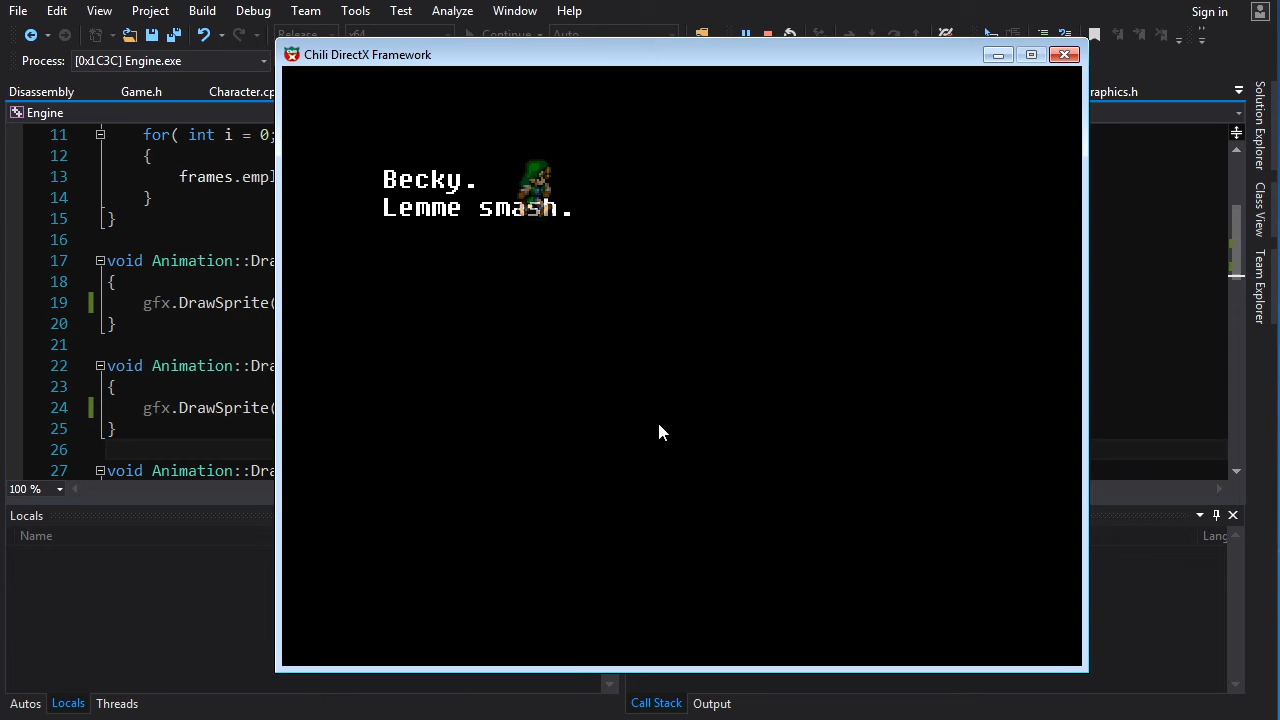 File Edit View Project Build Debug Team Tools Test Analyze Window Help Sign in
Release x64 Continue Auto
Process: [0x1C3C] Engine.exe
Chili DirectX Framework
Disassembly Game.h Character.cp raphics.h
Engine
11 for( int i = 0;
12 {
13 frames.empl
14 }
15 }
16
17 void Animation::Dra
18 {
19 gfx.DrawSprite(
20 }
21
22 void Animation::Dra
23 {
24 gfx.DrawSprite(
25 }
26
27 void Animation::Dra
100 %
Becky.
Lemme smash.
Solution Explorer
Class View
Team Explorer
Locals
Name Lang
Autos Locals Threads Call Stack Output